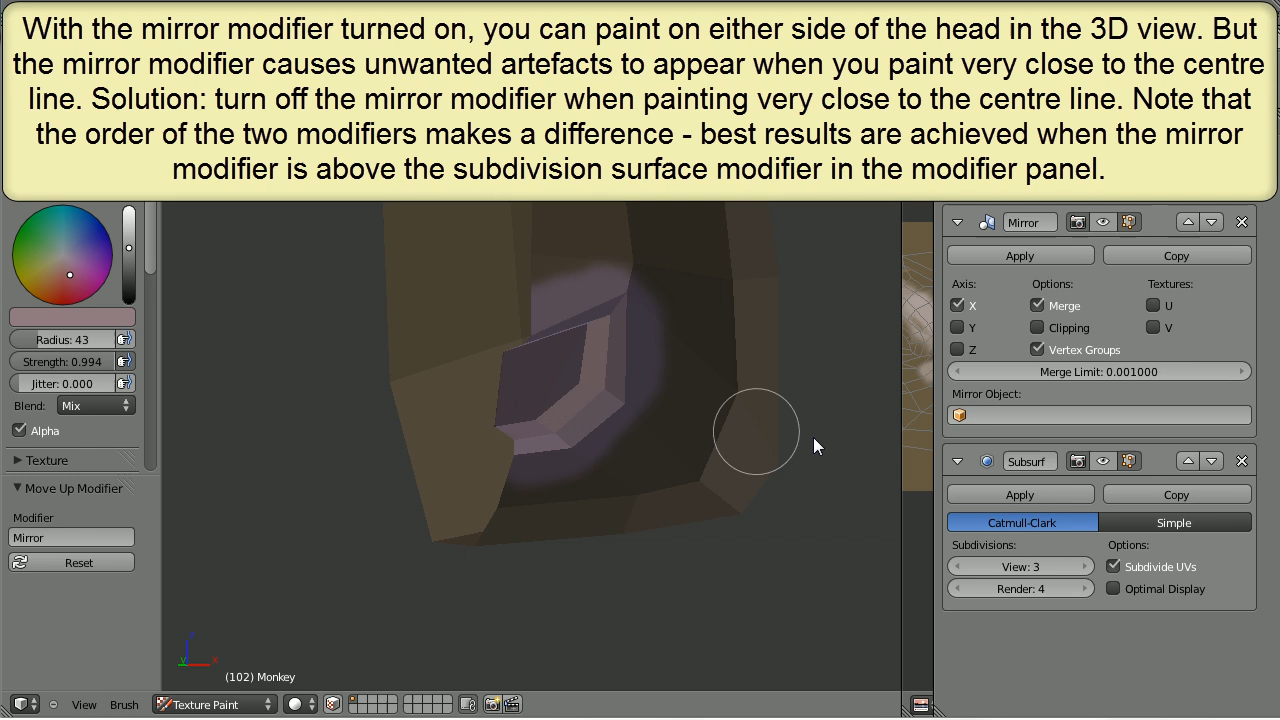 With the mirror modifier turned on, you can paint on either side of the head in the 3D view. But
the mirror modifier causes unwanted artefacts to appear when you paint very close to the centre
line. Solution: turn off the mirror modifier when painting very close to the centre line. Note that
the order of the two modifiers makes a difference - best results are achieved when the mirror
modifier is above the subdivision surface modifier in the modifier panel.
Radius: 43
Strength: 0.994
Jitter: 0.000
Blend: Mix
Alpha
Texture
Move Up Modifier
Modifier
Mirror
Reset
(102) Monkey
View Brush Texture Paint
Mirror
Apply Copy
Axis: Options: Textures:
X Merge U
Y Clipping V
Z Vertex Groups
Merge Limit: 0.001000
Mirror Object:
Subsurf
Apply Copy
Catmull-Clark Simple
Subdivisions: Options:
View: 3 Subdivide UVs
Render: 4 Optimal Display